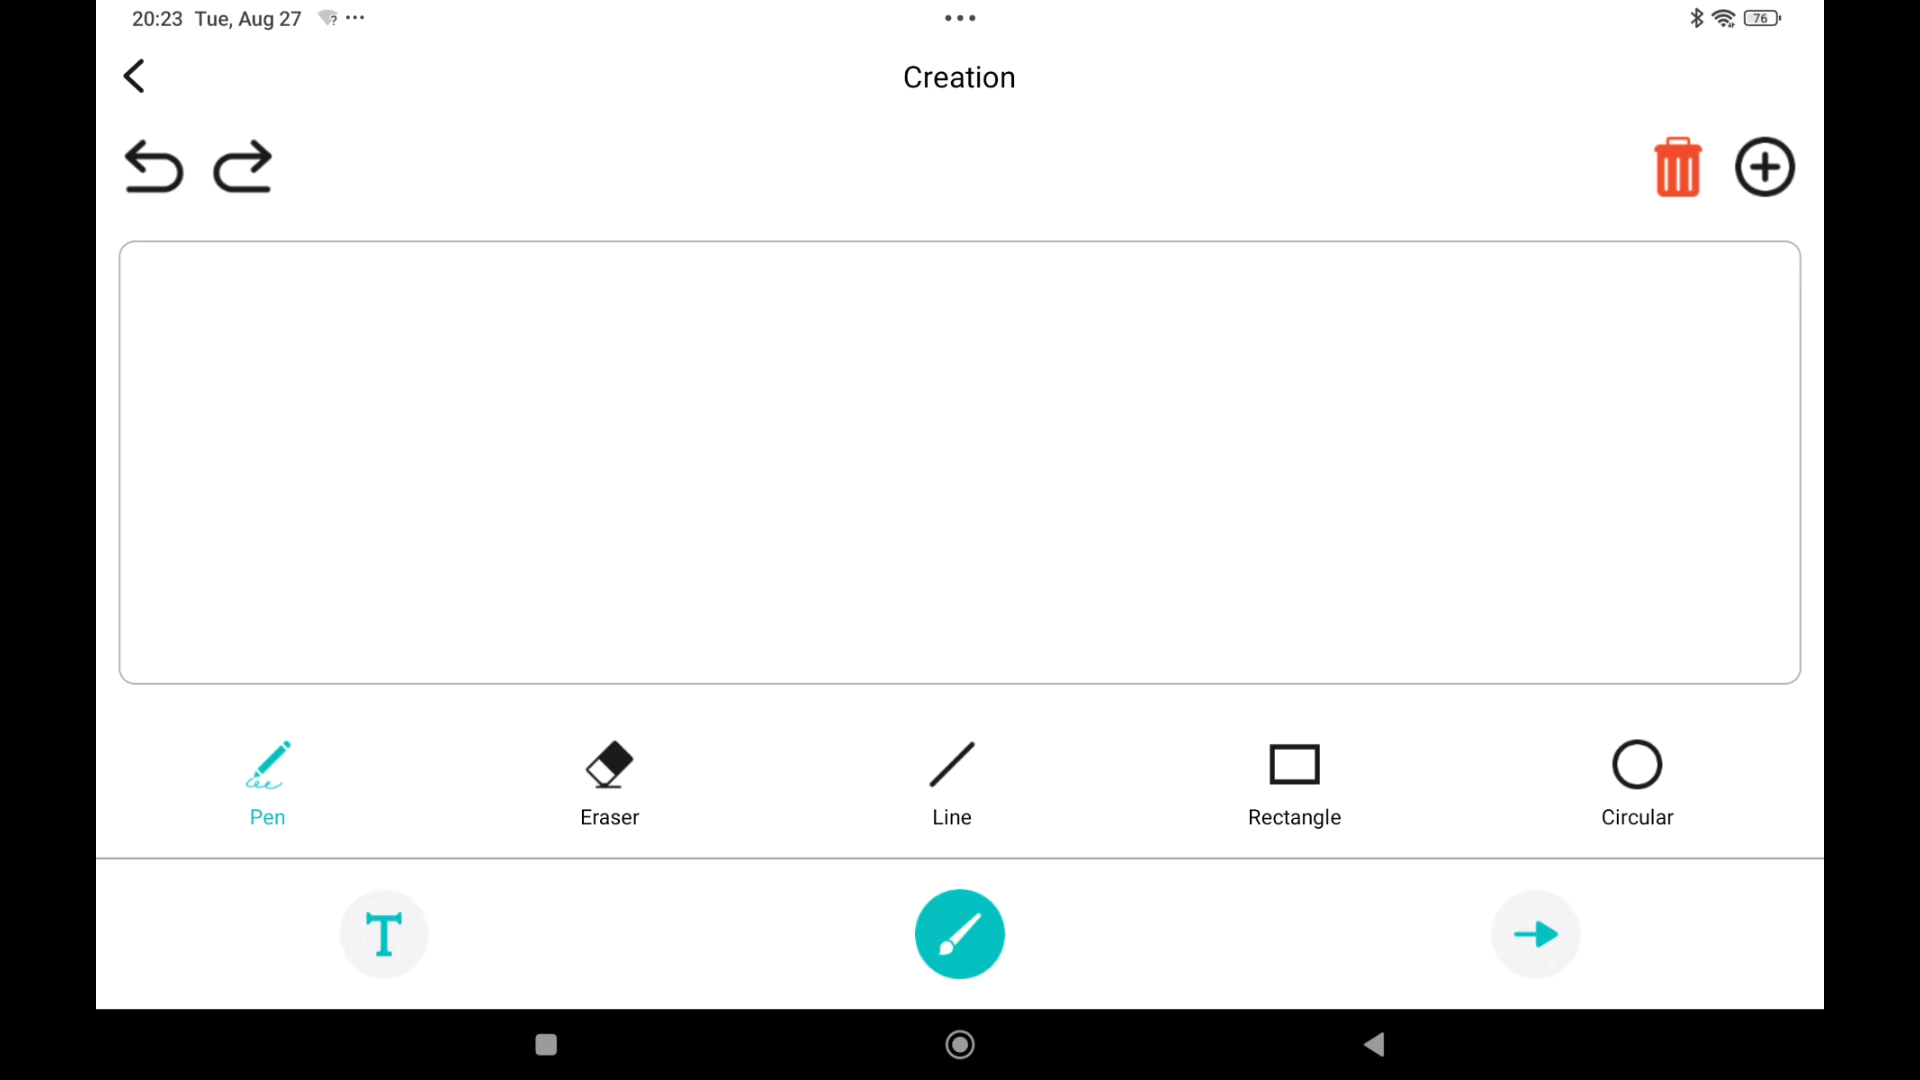 20:23 Tue, Aug 27
76
Creation
Pen
Eraser
Line
Rectangle
Circular
T